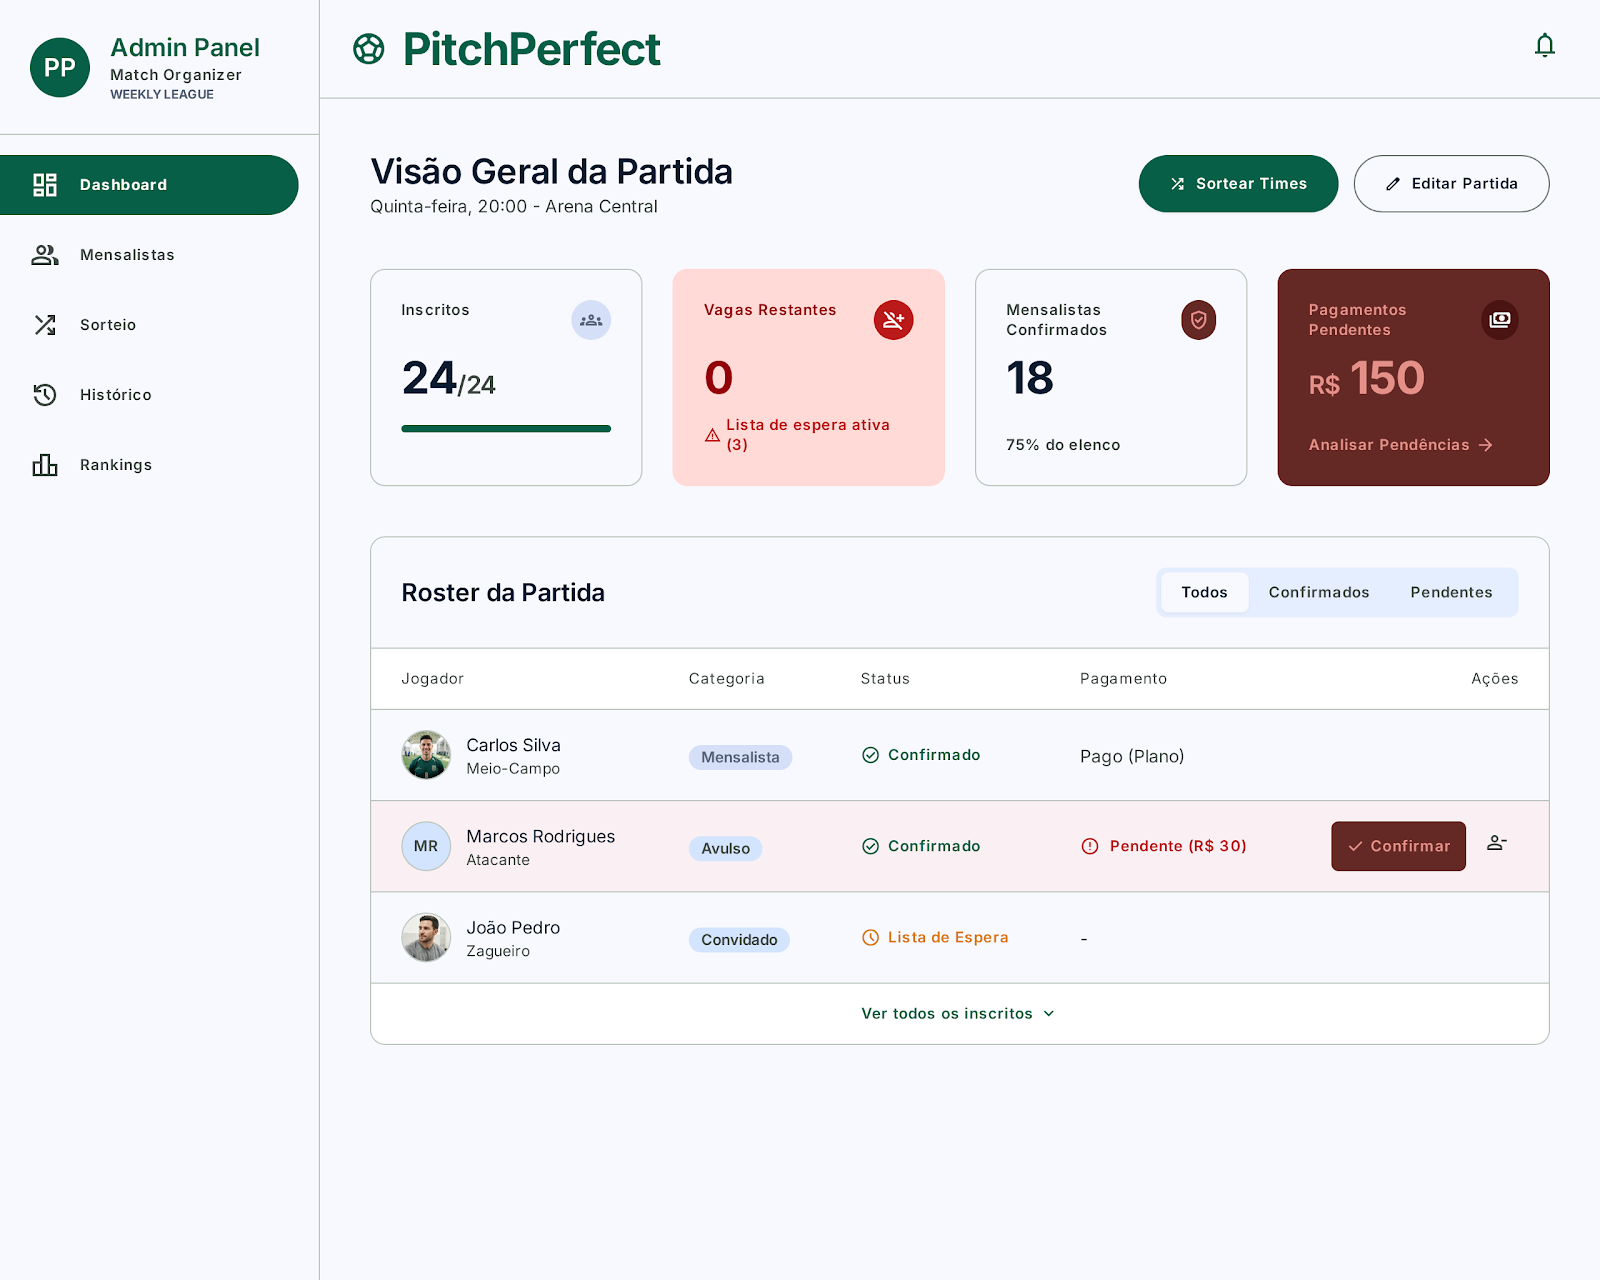 PP
Admin Panel
Match Organizer
WEEKLY LEAGUE
Dashboard
Mensalistas
Sorteio
Histórico
Rankings
PitchPerfect
Visão Geral da Partida
Quinta-feira, 20:00 - Arena Central
Sortear Times
Editar Partida
Inscritos
24/24
Vagas Restantes
0
Lista de espera ativa
(3)
Mensalistas
Confirmados
18
75% do elenco
Pagamentos
Pendentes
R$ 150
Analisar Pendências
Roster da Partida
Todos Confirmados Pendentes
Jogador Categoria Status Pagamento Ações
Carlos Silva
Meio-Campo
Mensalista
Confirmado
Pago (Plano)
MR
Marcos Rodrigues
Atacante
Avulso
Confirmado
Pendente (R$ 30)
Confirmar
João Pedro
Zagueiro
Convidado
Lista de Espera
-
Ver todos os inscritos